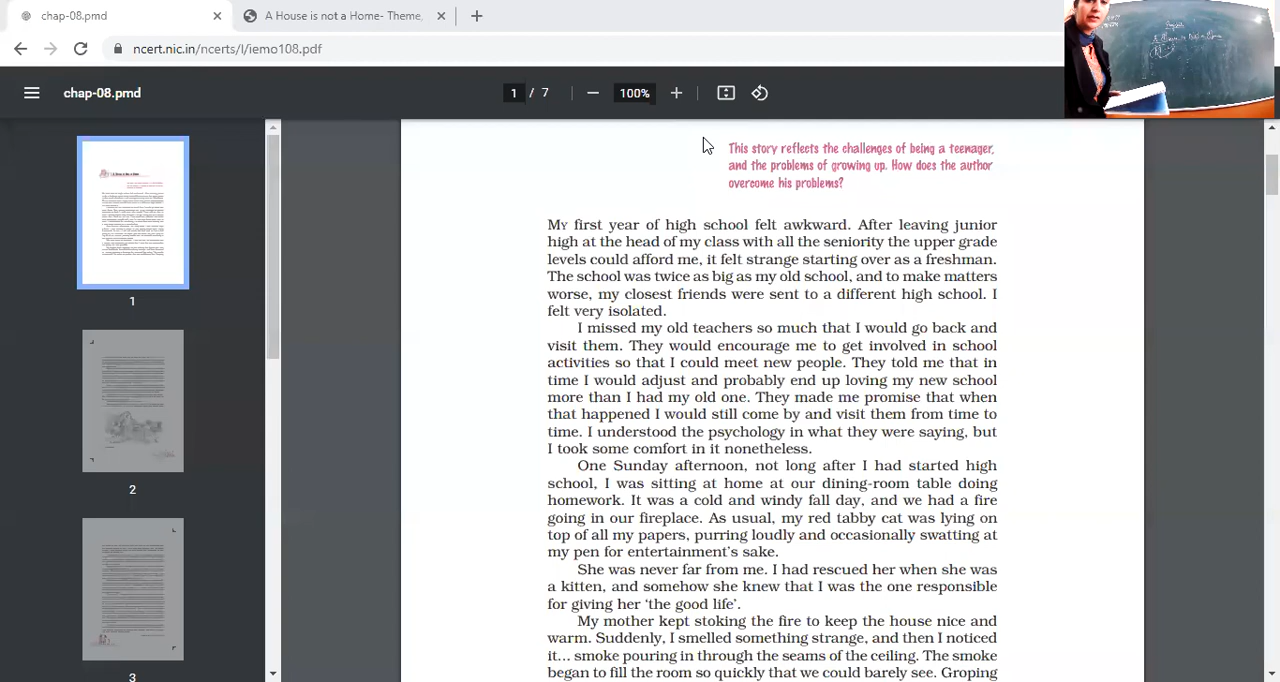 chap-08.pmd
A House is not a Home- Theme,
ncert.nic.in/ncerts/l/iemo108.pdf
chap-08.pmd
1 / 7
100%
This story reflects the challenges of being a teenager,
and the problems of growing up. How does the author
overcome his problems?
My first year of high school felt awkward. After leaving junior
high at the head of my class with all the seniority the upper grade
levels could afford me, it felt strange starting over as a freshman.
The school was twice as big as my old school, and to make matters
worse, my closest friends were sent to a different high school. I
felt very isolated.
I missed my old teachers so much that I would go back and
visit them. They would encourage me to get involved in school
activities so that I could meet new people. They told me that in
time I would adjust and probably end up loving my new school
more than I had my old one. They made me promise that when
that happened I would still come by and visit them from time to
time. I understood the psychology in what they were saying, but
I took some comfort in it nonetheless.
One Sunday afternoon, not long after I had started high
school, I was sitting at home at our dining-room table doing
homework. It was a cold and windy fall day, and we had a fire
going in our fireplace. As usual, my red tabby cat was lying on
top of all my papers, purring loudly and occasionally swatting at
my pen for entertainment's sake.
She was never far from me. I had rescued her when she was
a kitten, and somehow she knew that I was the one responsible
for giving her ‘the good life’.
My mother kept stoking the fire to keep the house nice and
warm. Suddenly, I smelled something strange, and then I noticed
it... smoke pouring in through the seams of the ceiling. The smoke
began to fill the room so quickly that we could barely see. Groping
1
2
3